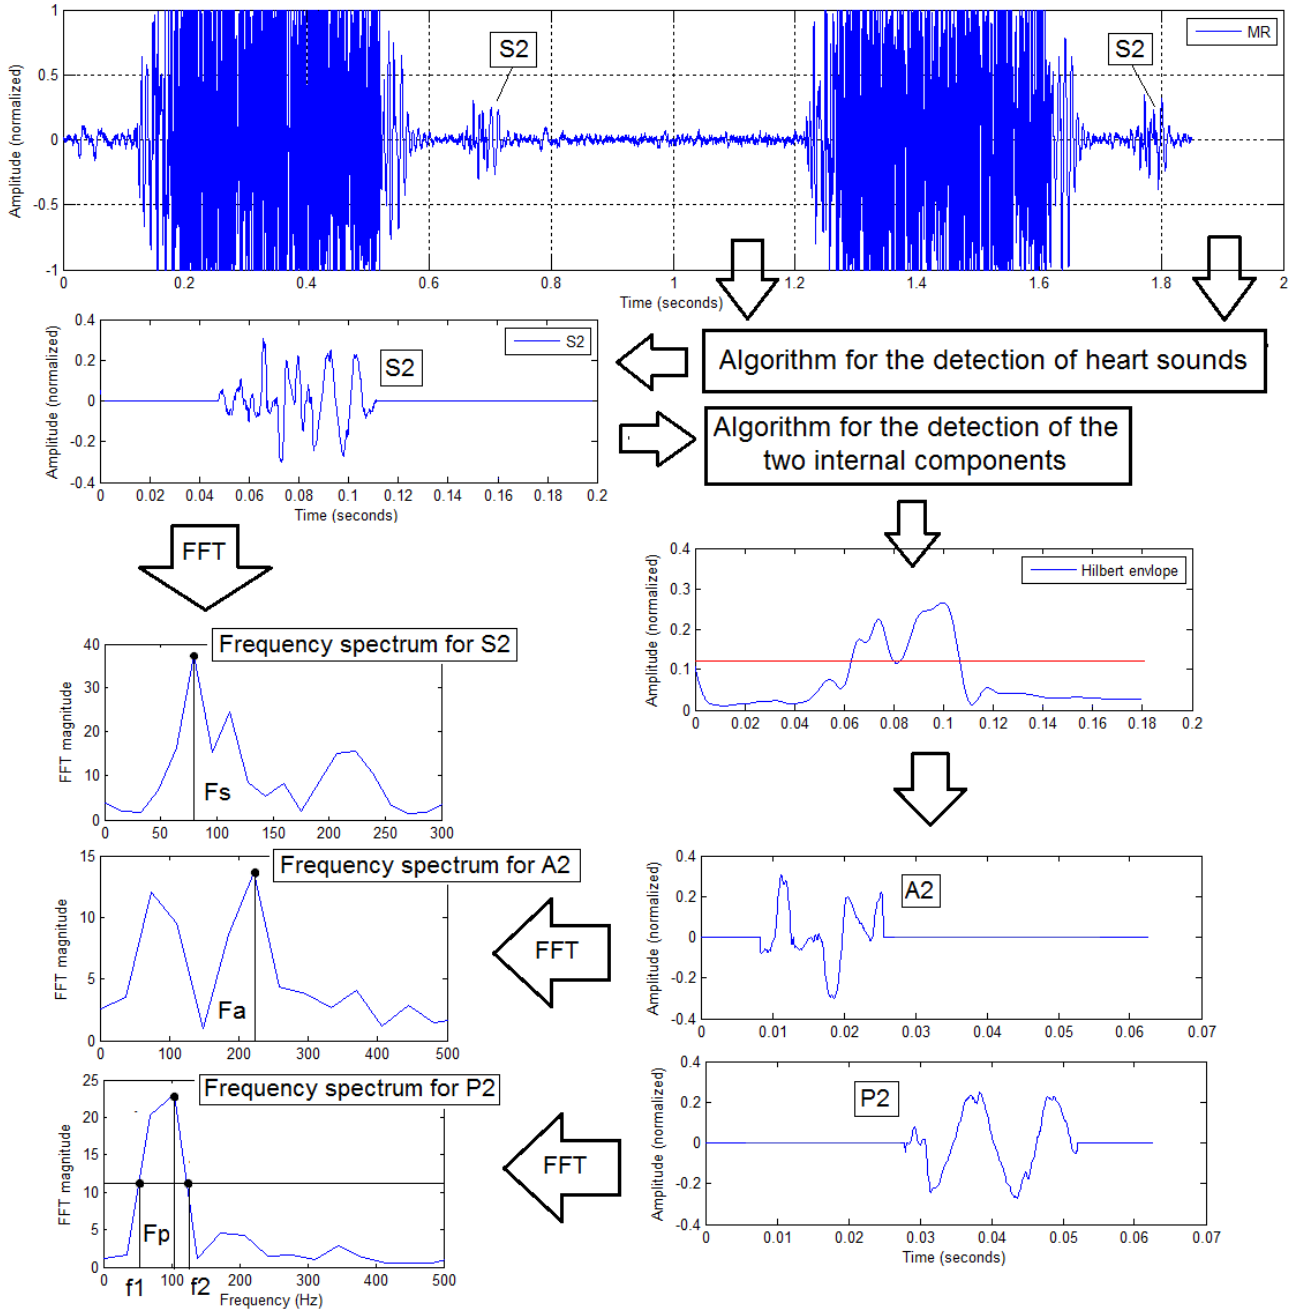 1
0.5
0
-0.5
-1
Amplitude (normalized)
S2
S2
MR
0 0.2 0.4 0.6 0.8 1 1.2 1.4 1.6 1.8 2
Time (seconds)
0.4
0.2
0
-0.2
-0.4
Amplitude (normalized)
S2
S2
0 0.02 0.04 0.06 0.08 0.1 0.12 0.14 0.16 0.18 0.2
Time (seconds)
Algorithm for the detection of heart sounds
Algorithm for the detection of the
two internal components
FFT
0.4
0.3
0.2
0.1
0
Amplitude (normalized)
Hilbert envlope
0 0.02 0.04 0.06 0.08 0.1 0.12 0.14 0.16 0.18 0.2
Frequency spectrum for S2
40
30
20
10
0
FFT magnitude
Fs
0 50 100 150 200 250 300
Frequency spectrum for A2
15
10
5
0
FFT magnitude
Fa
0 100 200 300 400 500
FFT
0.4
0.2
0
-0.2
-0.4
Amplitude (normalized)
A2
0 0.01 0.02 0.03 0.04 0.05 0.06 0.07
Frequency spectrum for P2
25
20
15
10
5
0
FFT magnitude
Fp
0 100 200 300 400 500
f1 f2
Frequency (Hz)
FFT
0.4
0.2
0
-0.2
-0.4
Amplitude (normalized)
P2
0 0.01 0.02 0.03 0.04 0.05 0.06 0.07
Time (seconds)